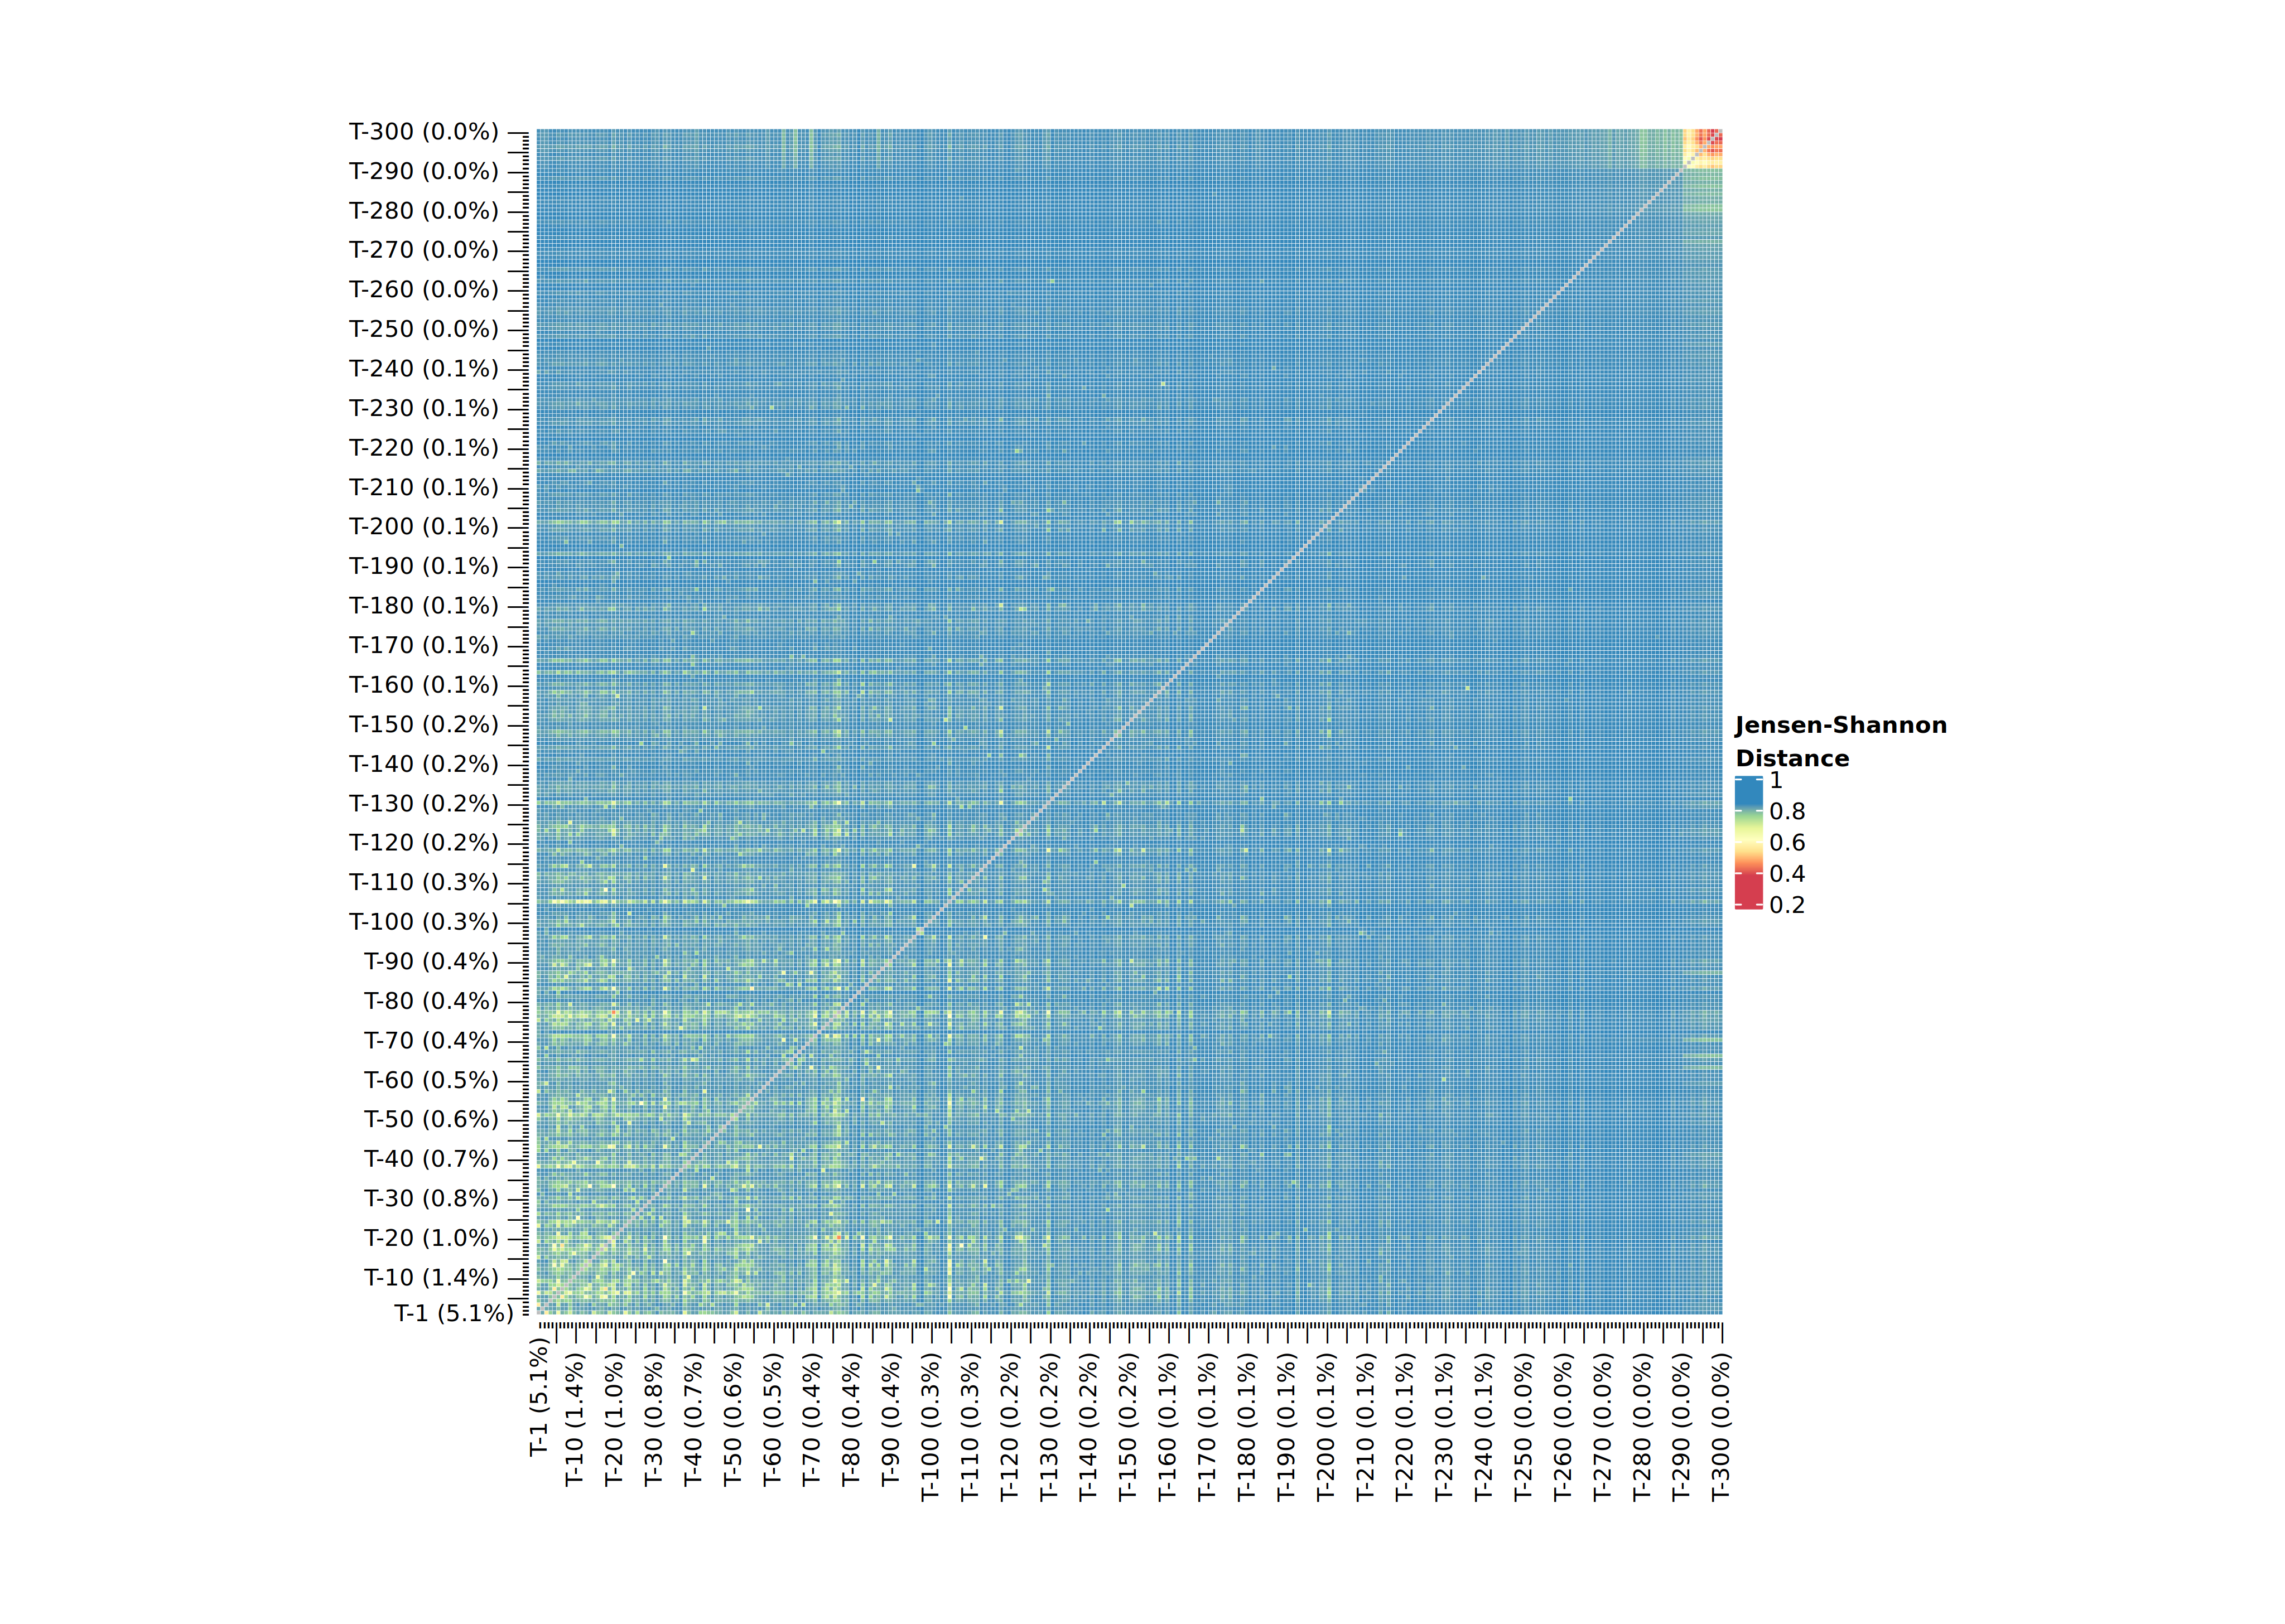 T-300 (0.0%)
T-290 (0.0%)
T-280 (0.0%)
T-270 (0.0%)
T-260 (0.0%)
T-250 (0.0%)
T-240 (0.1%)
T-230 (0.1%)
T-220 (0.1%)
T-210 (0.1%)
T-200 (0.1%)
T-190 (0.1%)
T-180 (0.1%)
T-170 (0.1%)
T-160 (0.1%)
T-150 (0.2%)
T-140 (0.2%)
T-130 (0.2%)
T-120 (0.2%)
T-110 (0.3%)
T-100 (0.3%)
T-90 (0.4%)
T-80 (0.4%)
T-70 (0.4%)
T-60 (0.5%)
T-50 (0.6%)
T-40 (0.7%)
T-30 (0.8%)
T-20 (1.0%)
T-10 (1.4%)
T-1 (5.1%)
T-1 (5.1%)
T-10 (1.4%)
T-20 (1.0%)
T-30 (0.8%)
T-40 (0.7%)
T-50 (0.6%)
T-60 (0.5%)
T-70 (0.4%)
T-80 (0.4%)
T-90 (0.4%)
T-100 (0.3%)
T-110 (0.3%)
T-120 (0.2%)
T-130 (0.2%)
T-140 (0.2%)
T-150 (0.2%)
T-160 (0.1%)
T-170 (0.1%)
T-180 (0.1%)
T-190 (0.1%)
T-200 (0.1%)
T-210 (0.1%)
T-220 (0.1%)
T-230 (0.1%)
T-240 (0.1%)
T-250 (0.0%)
T-260 (0.0%)
T-270 (0.0%)
T-280 (0.0%)
T-290 (0.0%)
T-300 (0.0%)
Jensen-Shannon
Distance
1
0.8
0.6
0.4
0.2